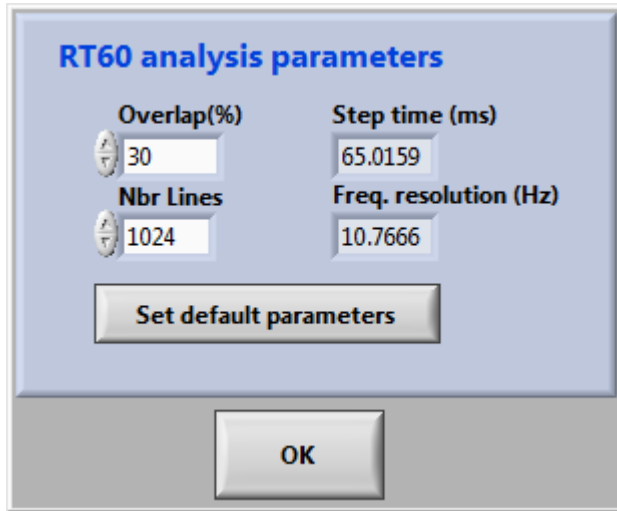 RT60 analysis parameters
Overlap(%) Step time (ms)
30 65.0159
Nbr Lines Freq. resolution (Hz)
1024 10.7666
Set default parameters
OK